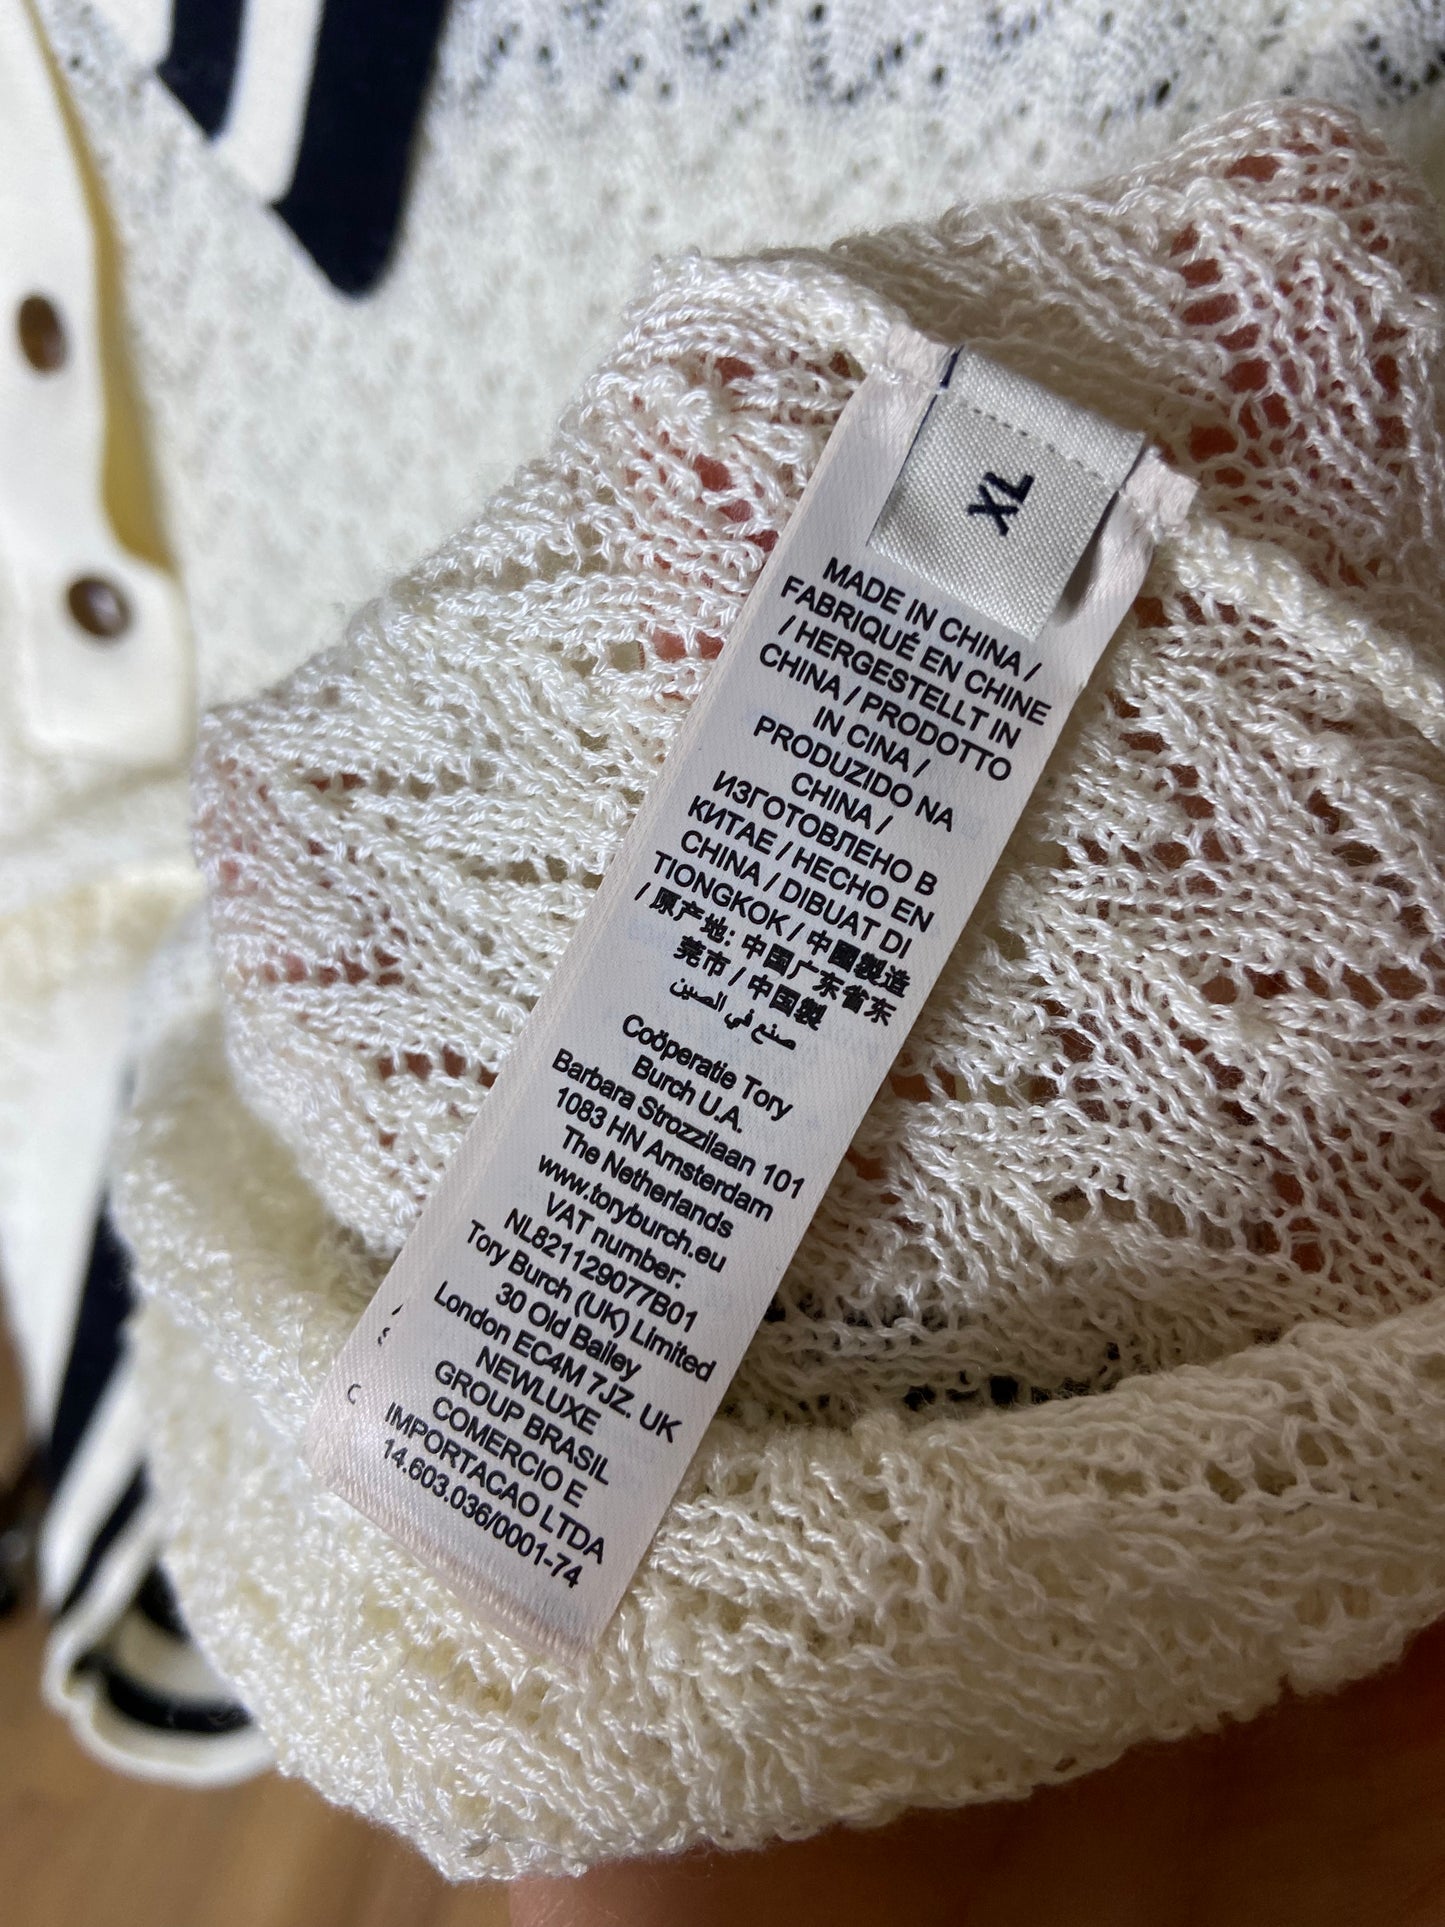 XL
MADE IN CHINA /
FABRIQUÉ EN CHINE
/ HERGESTELLT IN
CHINA / PRODOTTO
IN CINA /
PRODUZIDO NA
CHINA /
ИЗГОТОВЛЕНО В
КИТАЕ / HECHO EN
CHINA / DIBUAT DI
TIONGKOK / 中國製造
/ 原产地: 中国广东省东
莞市 / 中国製
صنع في الصين
Coöperatie Tory
Burch U.A.
Barbara Strozzilaan 101
1083 HN Amsterdam
The Netherlands
www.toryburch.eu
VAT number:
NL821129077B01
Tory Burch (UK) Limited
30 Old Bailey
London EC4M 7JZ. UK
NEWLUXE
GROUP BRASIL
COMERCIO E
IMPORTACAO LTDA
14.603.036/0001-74